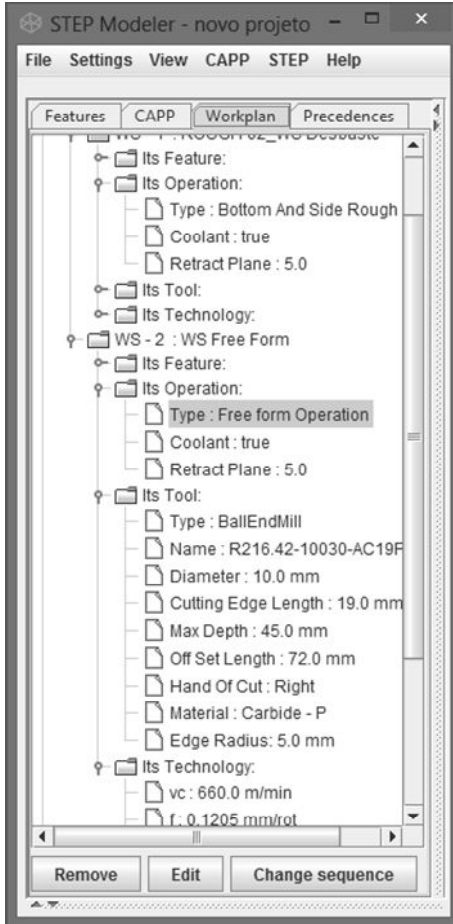 STEP Modeler - novo projeto
File Settings View CAPP STEP Help
Features CAPP Workplan Precedences
Its Feature:
Its Operation:
Type : Bottom And Side Rough
Coolant : true
Retract Plane : 5.0
Its Tool:
Its Technology:
WS - 2 : WS Free Form
Its Feature:
Its Operation:
Type : Free form Operation
Coolant : true
Retract Plane : 5.0
Its Tool:
Type : BallEndMill
Name : R216.42-10030-AC19
Diameter : 10.0 mm
Cutting Edge Length : 19.0 mm
Max Depth : 45.0 mm
Off Set Length : 72.0 mm
Hand Of Cut : Right
Material : Carbide - P
Edge Radius: 5.0 mm
Its Technology:
vc : 660.0 m/min
f : 0.1205 mm/rot
Remove Edit Change sequence